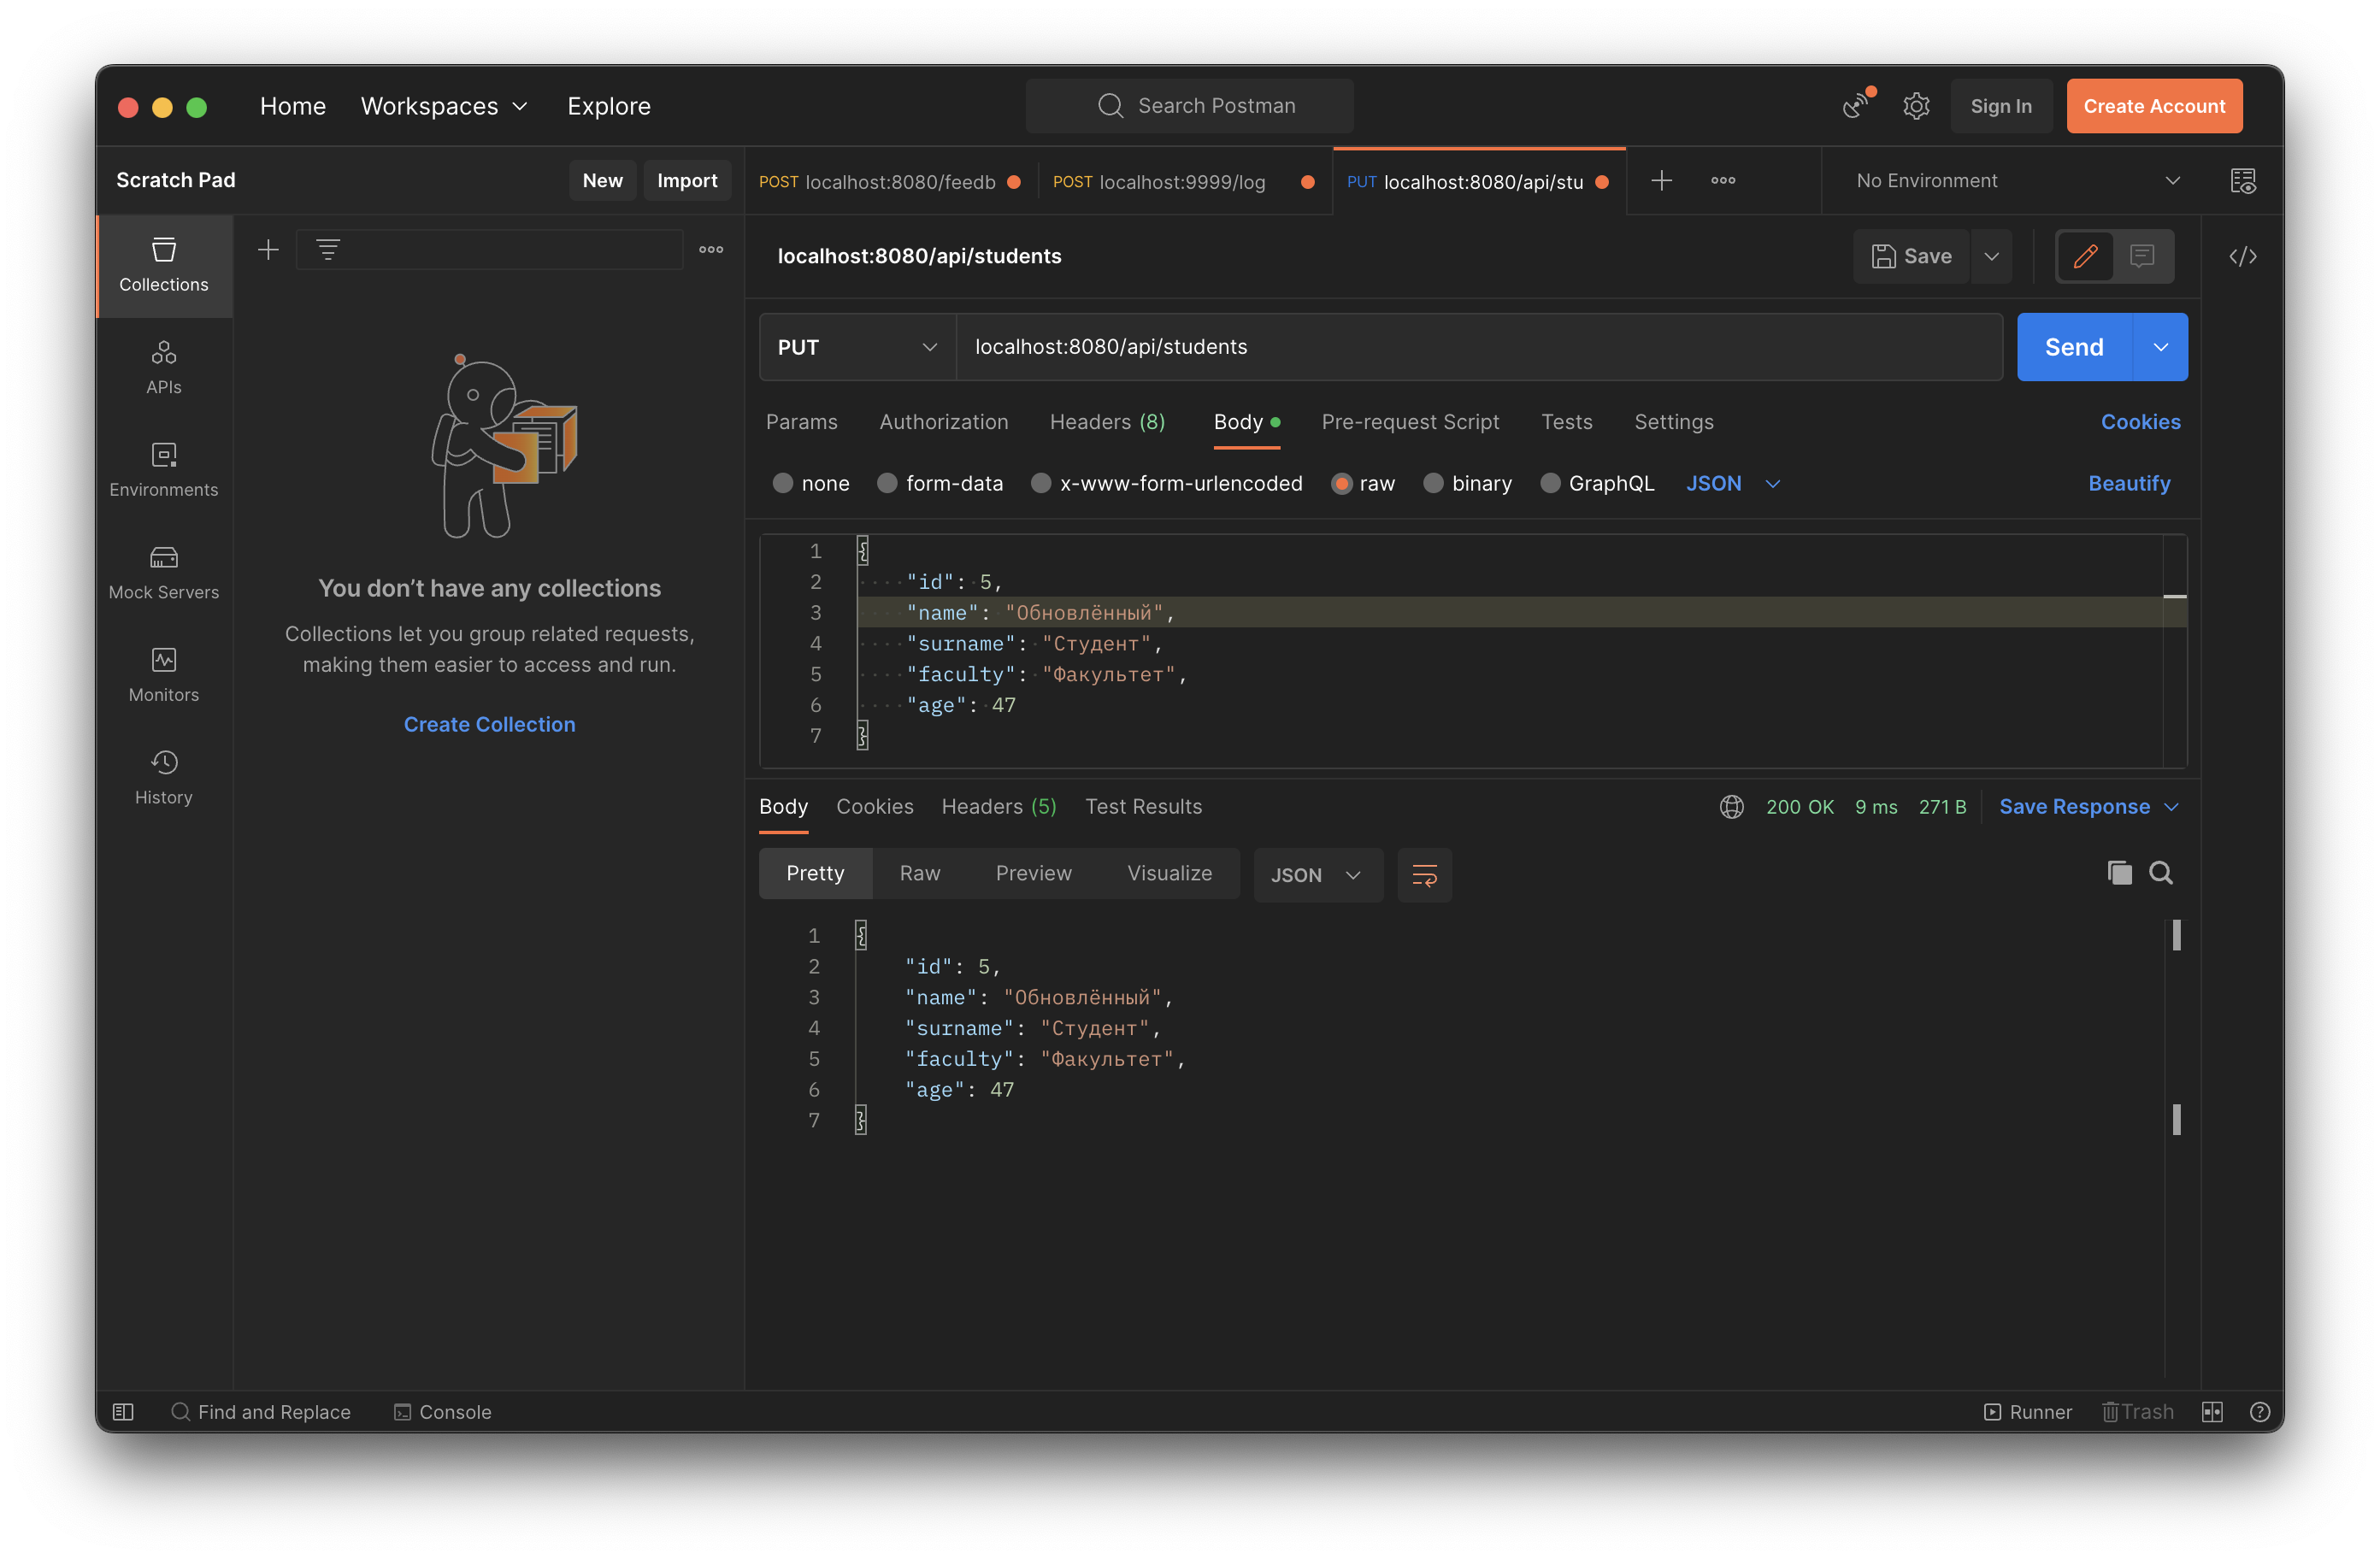 Home Workspaces Explore Search Postman Sign In Create Account
Scratch Pad New Import POST localhost:8080/feedb POST localhost:9999/log PUT localhost:8080/api/stu No Environment
Collections
APIs
Environments
Mock Servers
Monitors
History
You don’t have any collections
Collections let you group related requests,
making them easier to access and run.
Create Collection
localhost:8080/api/students Save
PUT localhost:8080/api/students Send
Params Authorization Headers (8) Body Pre-request Script Tests Settings Cookies
none form-data x-www-form-urlencoded raw binary GraphQL JSON Beautify
1 {
2 "id": 5,
3 "name": "Обновлённый",
4 "surname": "Студент",
5 "faculty": "Факультет",
6 "age": 47
7 }
Body Cookies Headers (5) Test Results 200 OK 9 ms 271 B Save Response
Pretty Raw Preview Visualize JSON
1 {
2 "id": 5,
3 "name": "Обновлённый",
4 "surname": "Студент",
5 "faculty": "Факультет",
6 "age": 47
7 }
Find and Replace Console Runner Trash